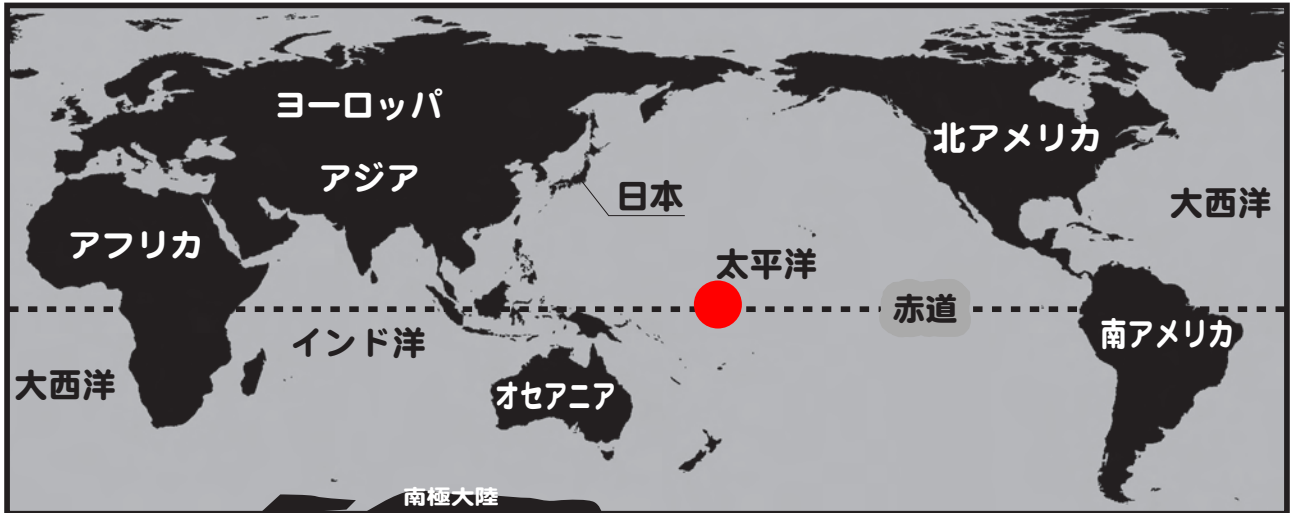 ヨーロッパ
北アメリカ
アジア
日本
大西洋
アフリカ
太平洋
赤道
インド洋
南アメリカ
大西洋
オセアニア
南極大陸